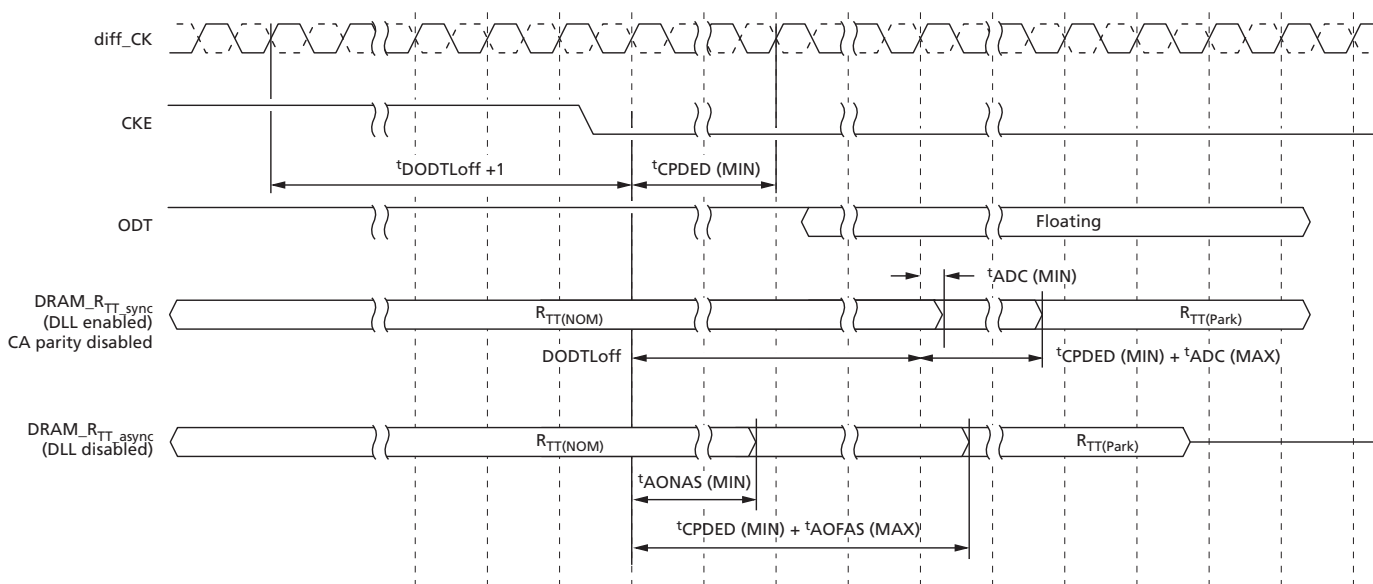 diff_CK
CKE
tDODTLoff +1
tCPDED (MIN)
ODT
Floating
tADC (MIN)
DRAM_RTT_sync
(DLL enabled)
CA parity disabled
RTT(NOM)
RTT(Park)
DODTLoff
tCPDED (MIN) + tADC (MAX)
DRAM_RTT_async
(DLL disabled)
RTT(NOM)
RTT(Park)
tAONAS (MIN)
tCPDED (MIN) + tAOFAS (MAX)